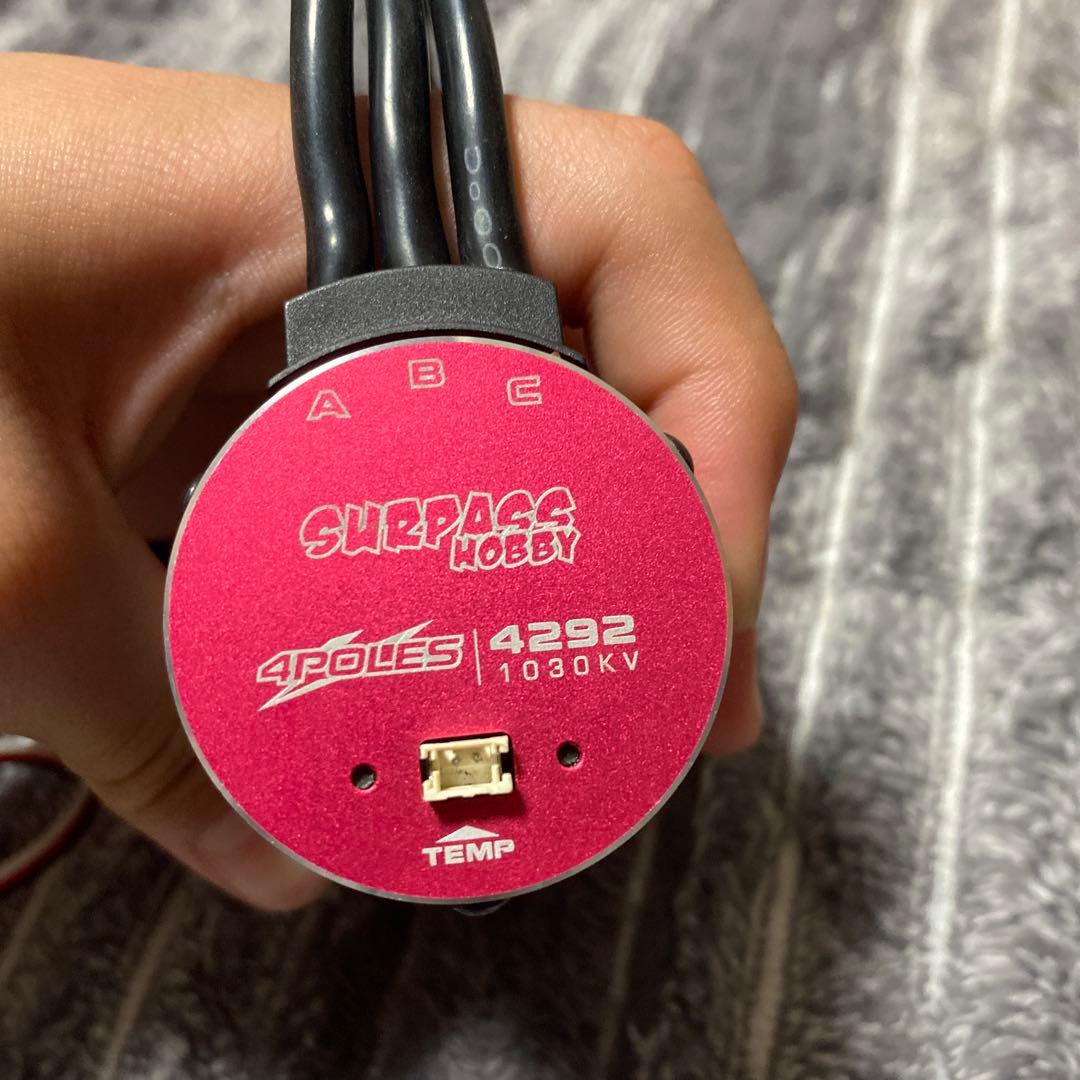 A B C
SURPASS
HOBBY
4POLES
4292
1030KV
TEMP